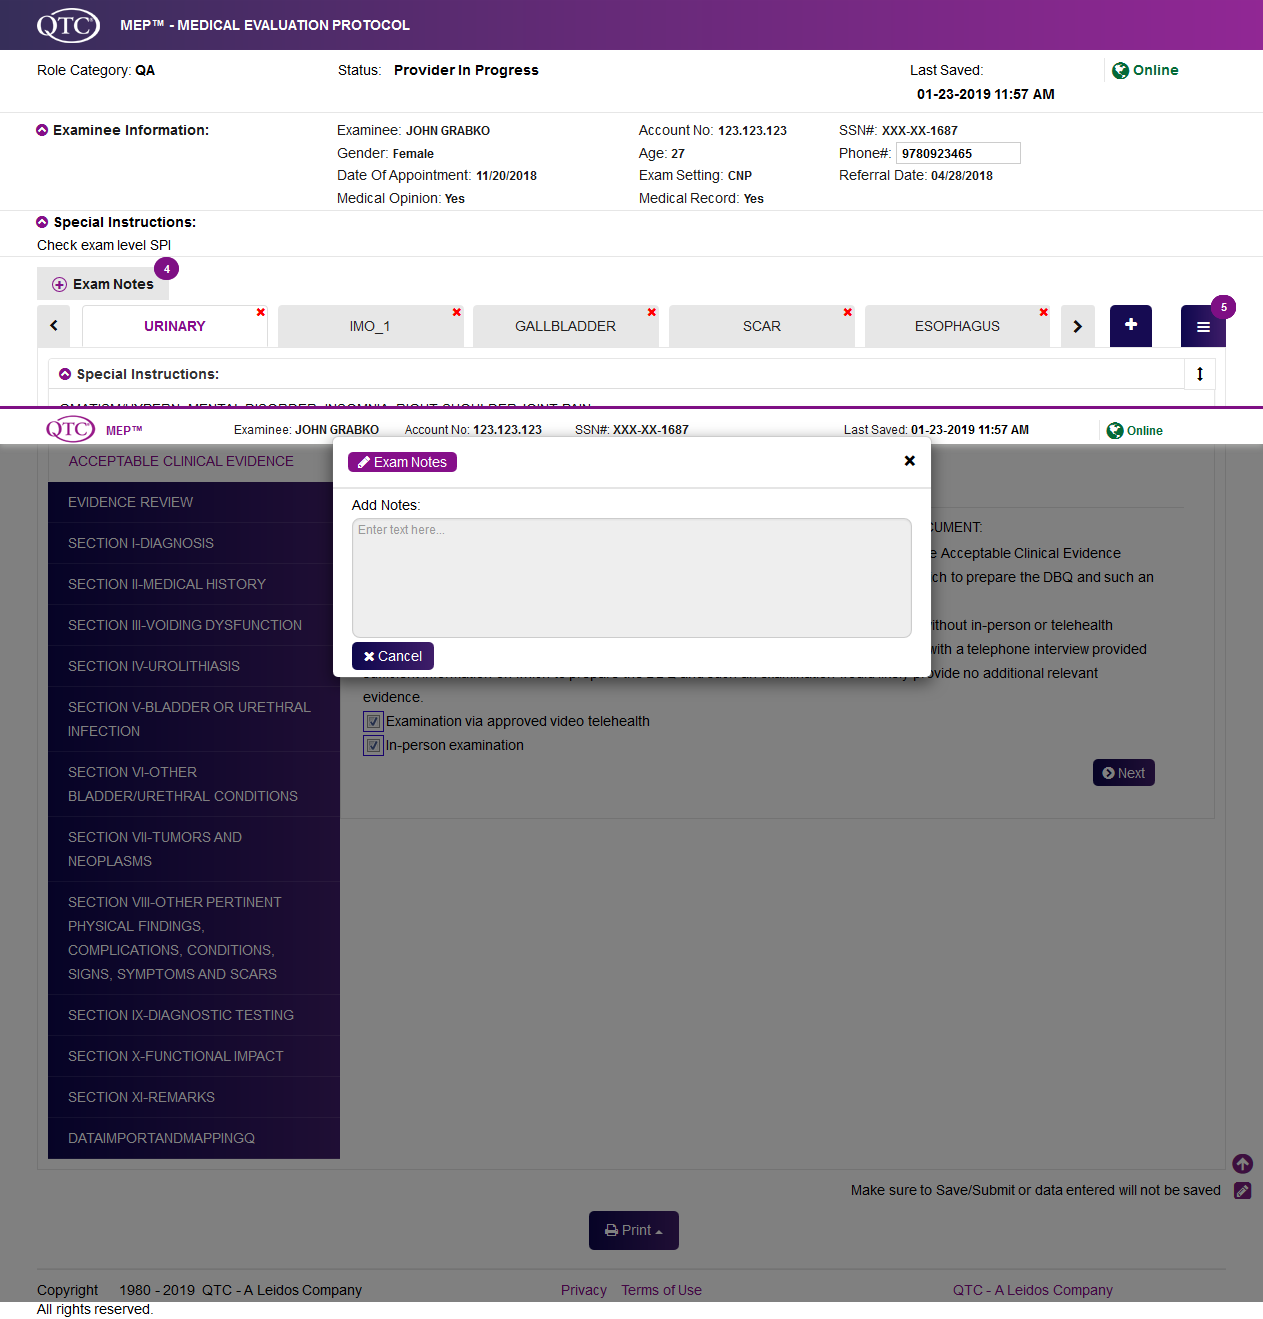 QTC MEP™ - MEDICAL EVALUATION PROTOCOL
Role Category: QA Status: Provider In Progress Last Saved: Online
01-23-2019 11:57 AM
Examinee Information: Examinee: JOHN GRABKO Account No: 123.123.123 SSN#: XXX-XX-1687
Gender: Female Age: 27 Phone#: 9780923465
Date Of Appointment: 11/20/2018 Exam Setting: CNP Referral Date: 04/28/2018
Medical Opinion: Yes Medical Record: Yes
Special Instructions:
Check exam level SPI
Exam Notes 4
URINARY IMO_1 GALLBLADDER SCAR ESOPHAGUS 5
Special Instructions:
QTC MEP™ Examinee: JOHN GRABKO Account No: 123.123.123 SSN#: XXX-XX-1687 Last Saved: 01-23-2019 11:57 AM Online
ACCEPTABLE CLINICAL EVIDENCE
EVIDENCE REVIEW
SECTION I-DIAGNOSIS
SECTION II-MEDICAL HISTORY
SECTION III-VOIDING DYSFUNCTION
SECTION IV-UROLITHIASIS
SECTION V-BLADDER OR URETHRAL
INFECTION
SECTION VI-OTHER
BLADDER/URETHRAL CONDITIONS
SECTION VII-TUMORS AND
NEOPLASMS
SECTION VIII-OTHER PERTINENT
PHYSICAL FINDINGS,
COMPLICATIONS, CONDITIONS,
SIGNS, SYMPTOMS AND SCARS
SECTION IX-DIAGNOSTIC TESTING
SECTION X-FUNCTIONAL IMPACT
SECTION XI-REMARKS
DATAIMPORTANDMAPPINGQ
Exam Notes
Add Notes:
Enter text here...
Cancel
CUMENT:
e Acceptable Clinical Evidence
ch to prepare the DBQ and such an
ithout in-person or telehealth
with a telephone interview provided
provide no additional relevant
evidence.
Examination via approved video telehealth
In-person examination
Next
Make sure to Save/Submit or data entered will not be saved
Print
Copyright 1980 - 2019 QTC - A Leidos Company Privacy Terms of Use QTC - A Leidos Company
All rights reserved.